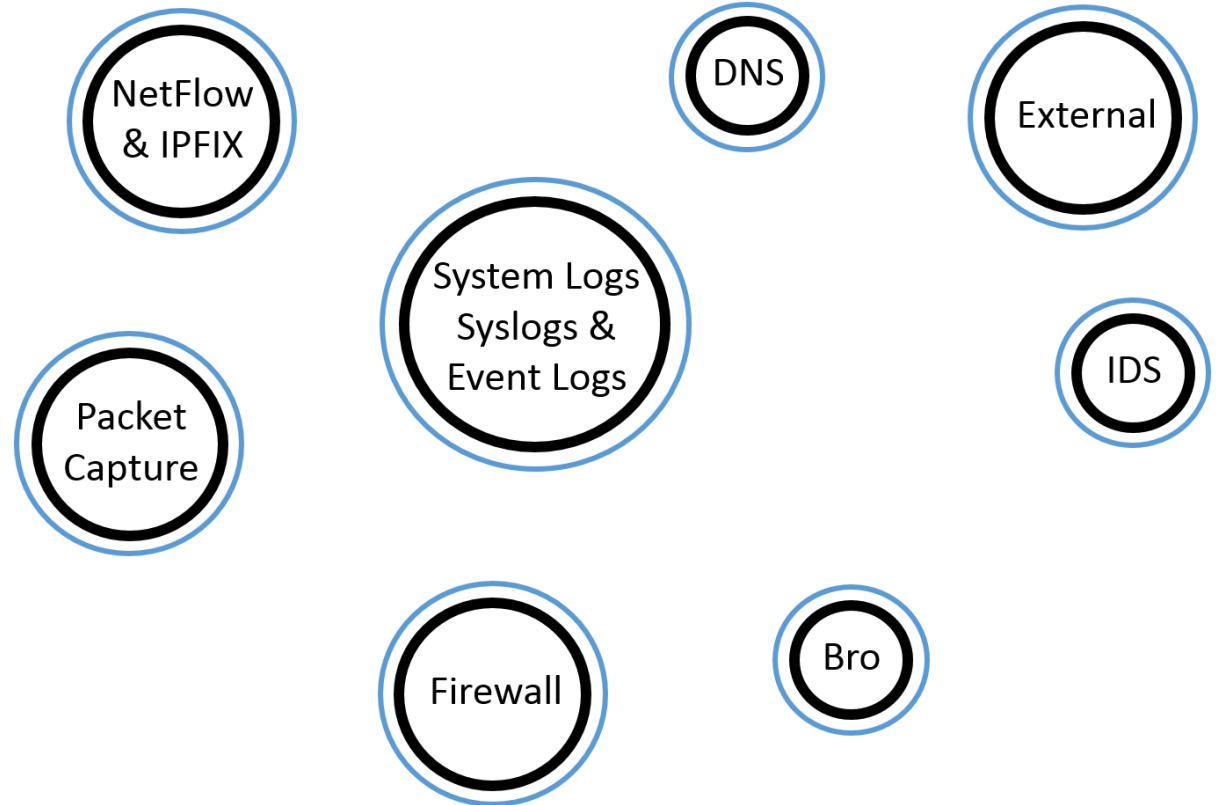 NetFlow
& IPFIX
DNS
External
System Logs
Syslogs &
Event Logs
IDS
Packet
Capture
Firewall
Bro